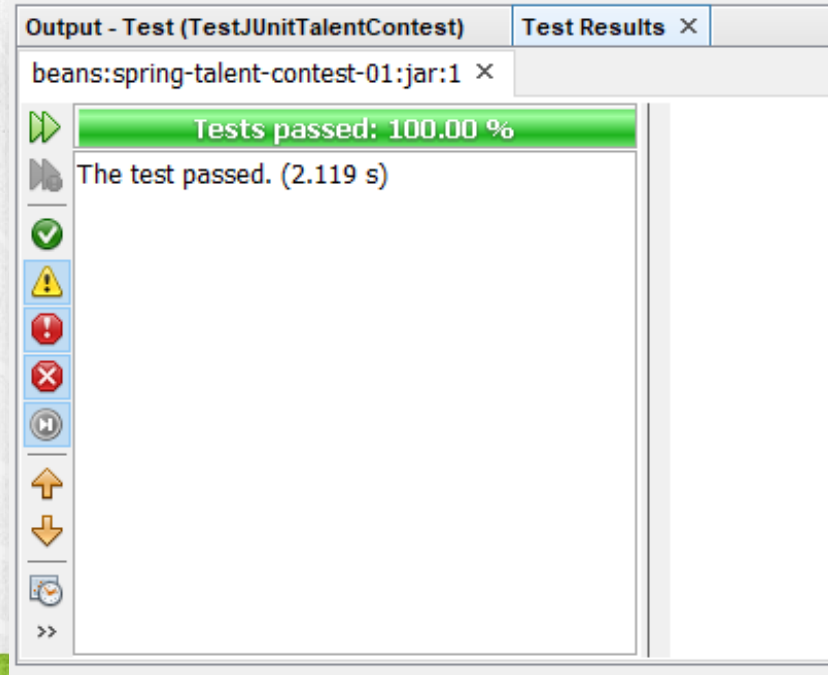 Output - Test (TestJUnitTalentContest)
Test Results ×
beans:spring-talent-contest-01:jar:1 ×
Tests passed: 100.00 %
The test passed. (2.119 s)
>>